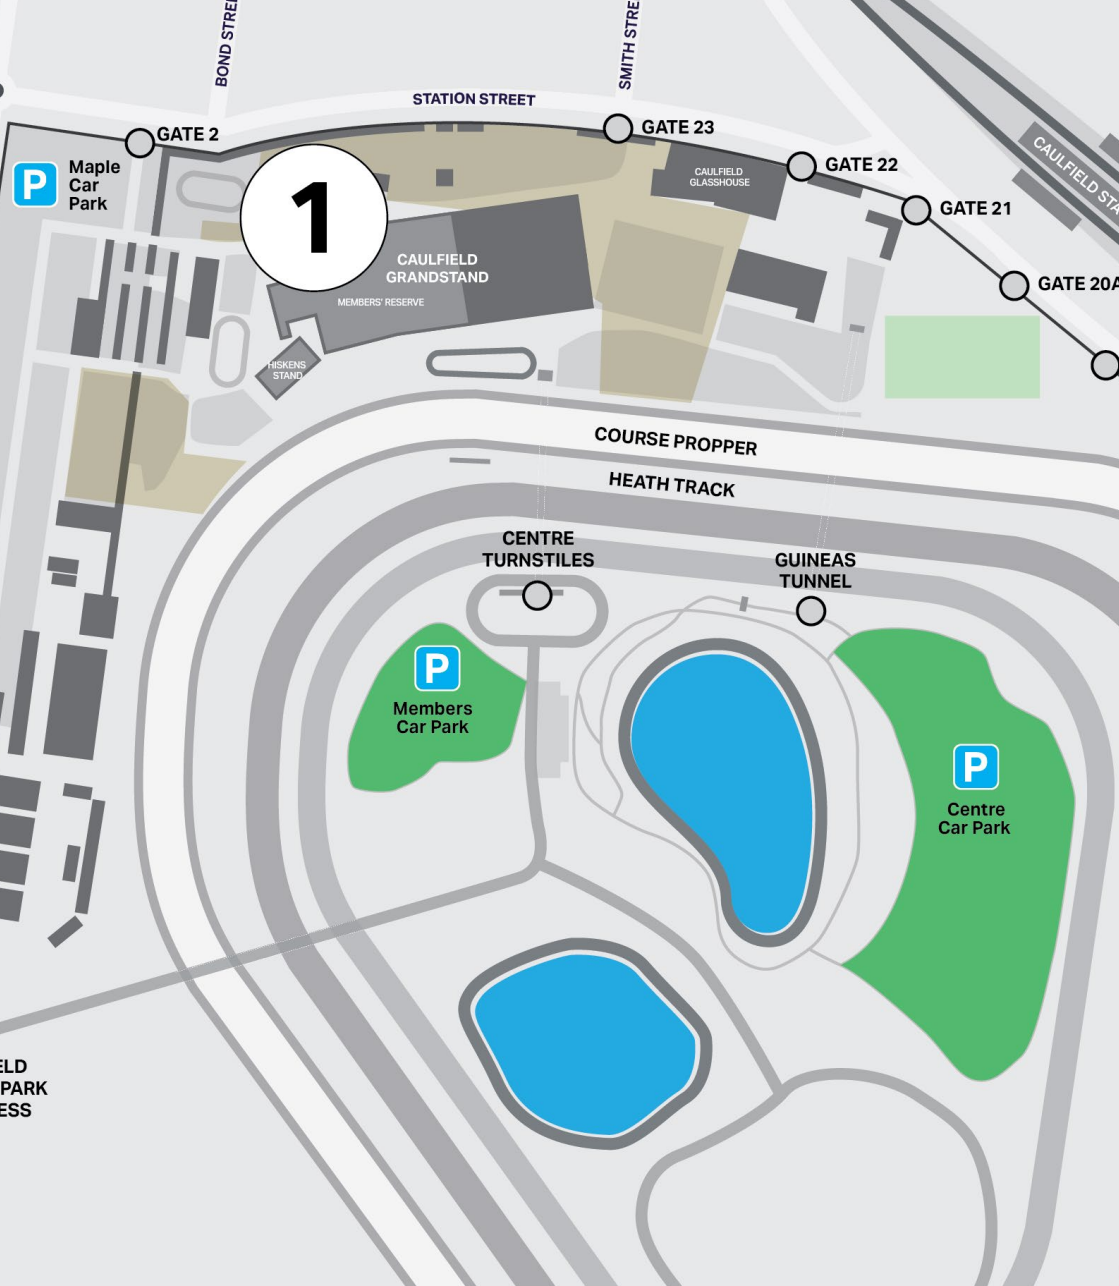 BOND STREE
SMITH STRE
STATION STREET
GATE 2
GATE 23
P
Maple
Car
Park
1
CAULFIELD
GLASSHOUSE
GATE 22
CAULFIELD STA
GATE 21
CAULFIELD
GRANDSTAND
MEMBERS' RESERVE
GATE 20A
HISKENS
STAND
COURSE PROPPER
HEATH TRACK
CENTRE
TURNSTILES
GUINEAS
TUNNEL
P
Members
Car Park
P
Centre
Car Park
ELD
PARK
ESS